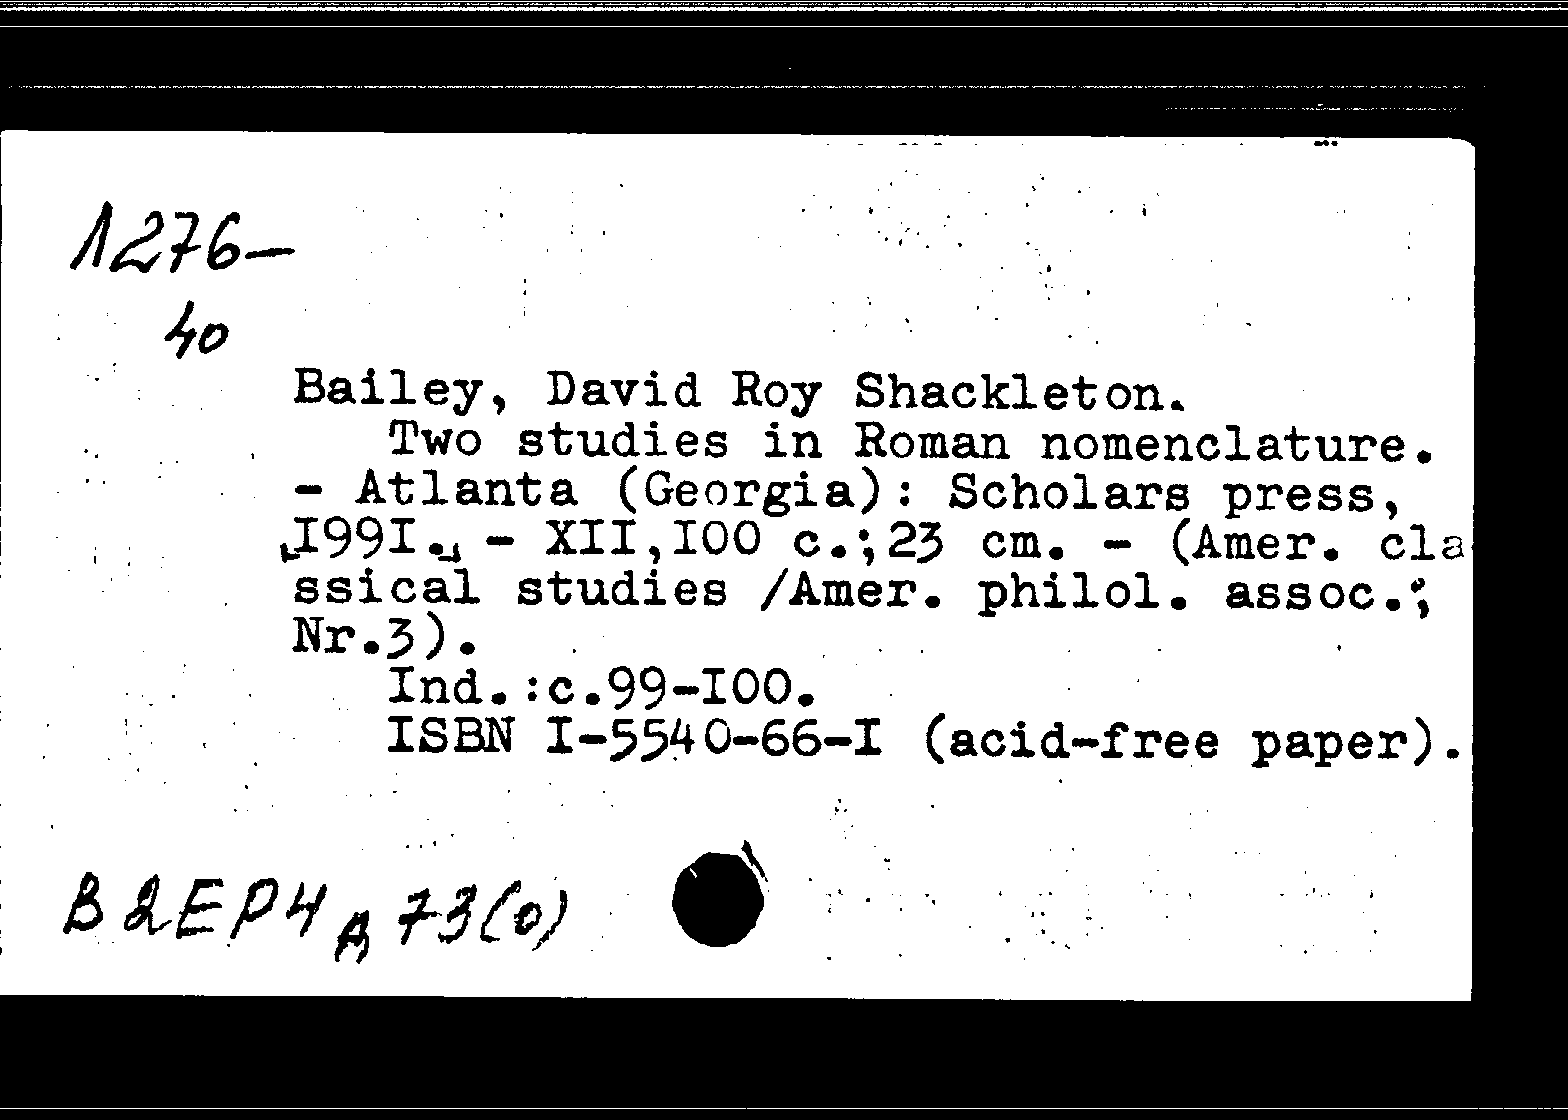 1276-
40
Bailey, David Roy Shackleton.
Two studies in Roman nomenclature.
- Atlanta (Georgia): Scholars press,
[I99I.] - XII,I00 c.;23 cm. - (Amer. cla
ssical studies /Amer. philol. assoc.;
Nr.3).
Ind.:c.99-I00.
ISBN I-5540-66-I (acid-free paper).
B2EP4 73(0)